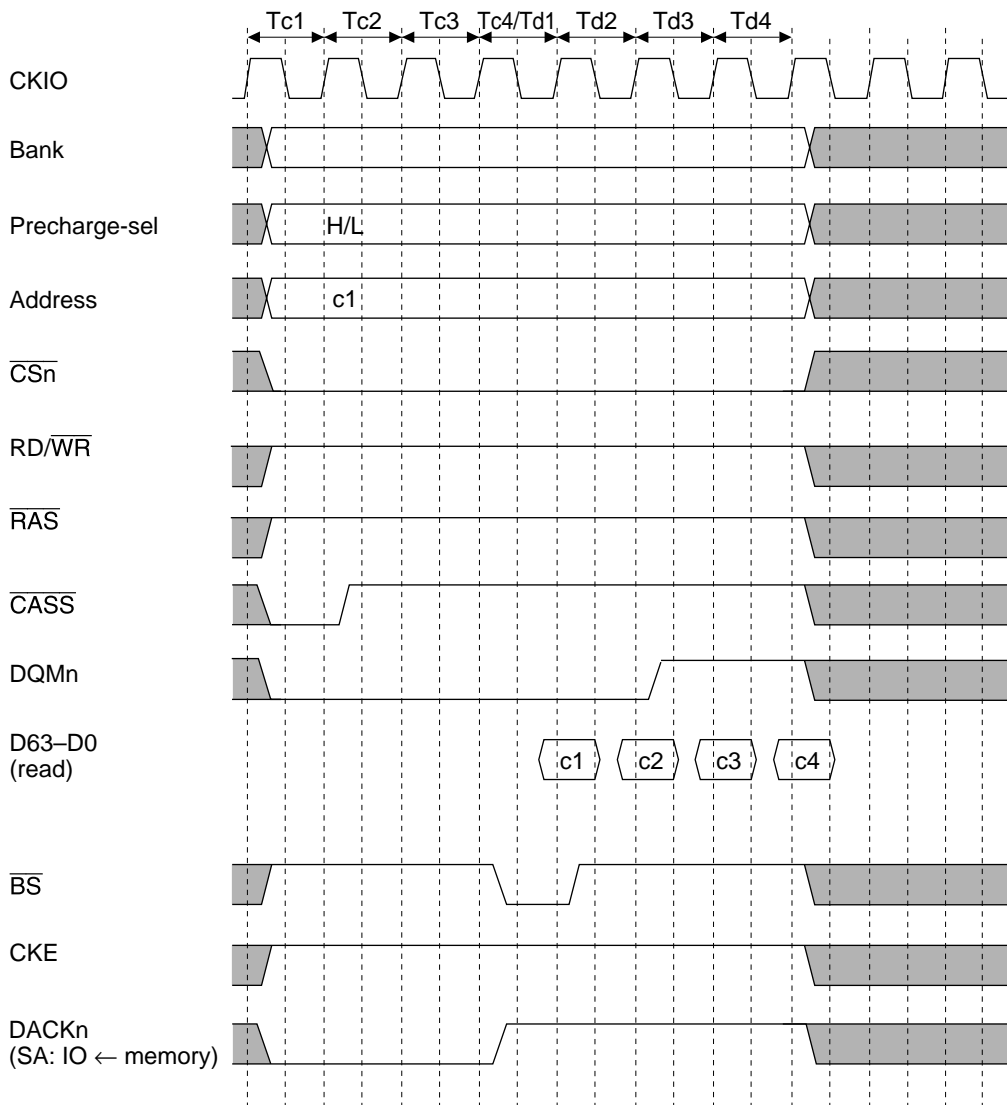 Tc1 Tc2 Tc3 Tc4/Td1 Td2 Td3 Td4
CKIO
Bank
Precharge-sel H/L
Address c1
CSn
RD/WR
RAS
CASS
DQMn
D63–D0
(read) c1 c2 c3 c4
BS
CKE
DACKn
(SA: IO ← memory)